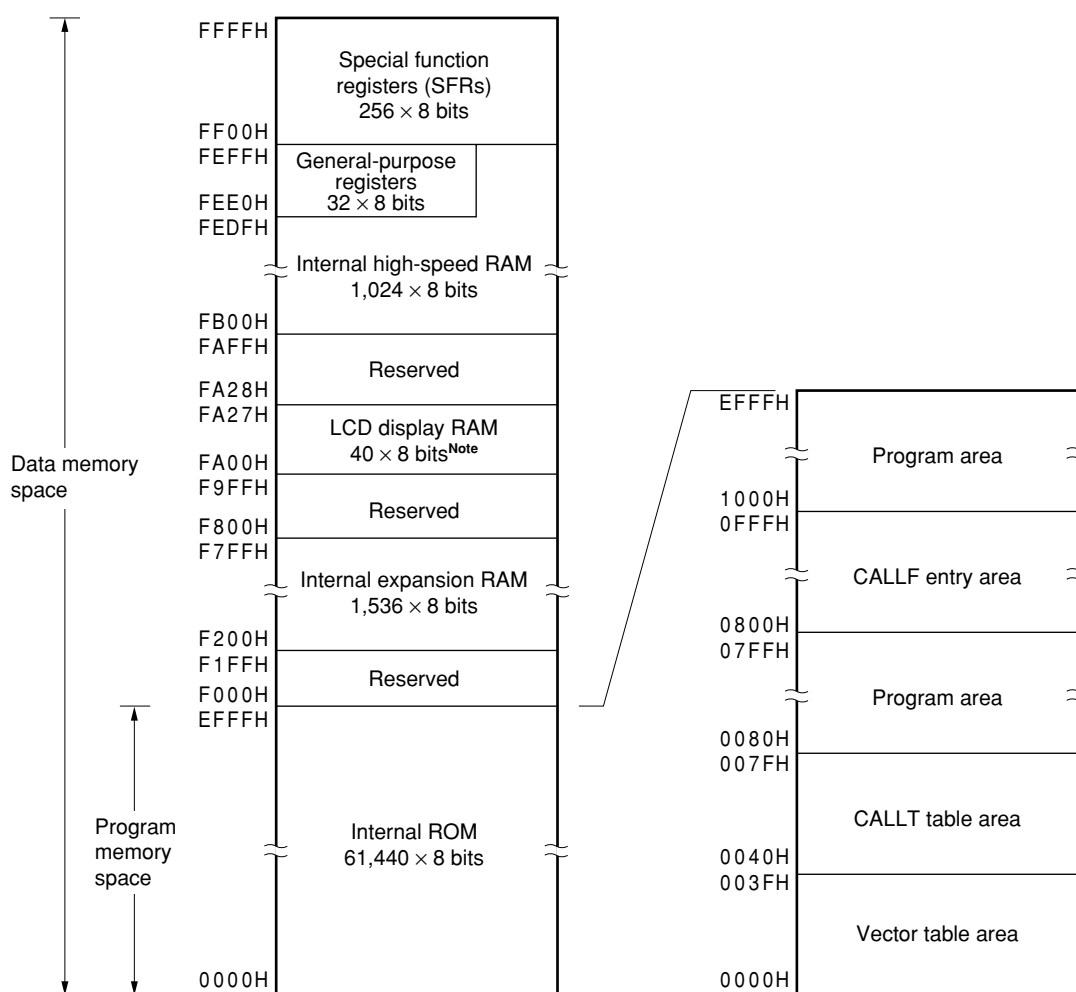 FFFFH
Special function
registers (SFRs)
256 × 8 bits
FF00H
FEFFH
General-purpose
registers
32 × 8 bits
FEE0H
FEDFH
Internal high-speed RAM
1,024 × 8 bits
FB00H
FAFFH
Reserved
FA28H
FA27H
LCD display RAM
40 × 8 bitsNote
FA00H
F9FFH
Reserved
F800H
F7FFH
Internal expansion RAM
1,536 × 8 bits
F200H
F1FFH
Reserved
F000H
EFFFH
Internal ROM
61,440 × 8 bits
0000H
Data memory
space
Program
memory
space
EFFFH
Program area
1000H
0FFFH
CALLF entry area
0800H
07FFH
Program area
0080H
007FH
CALLT table area
0040H
003FH
Vector table area
0000H